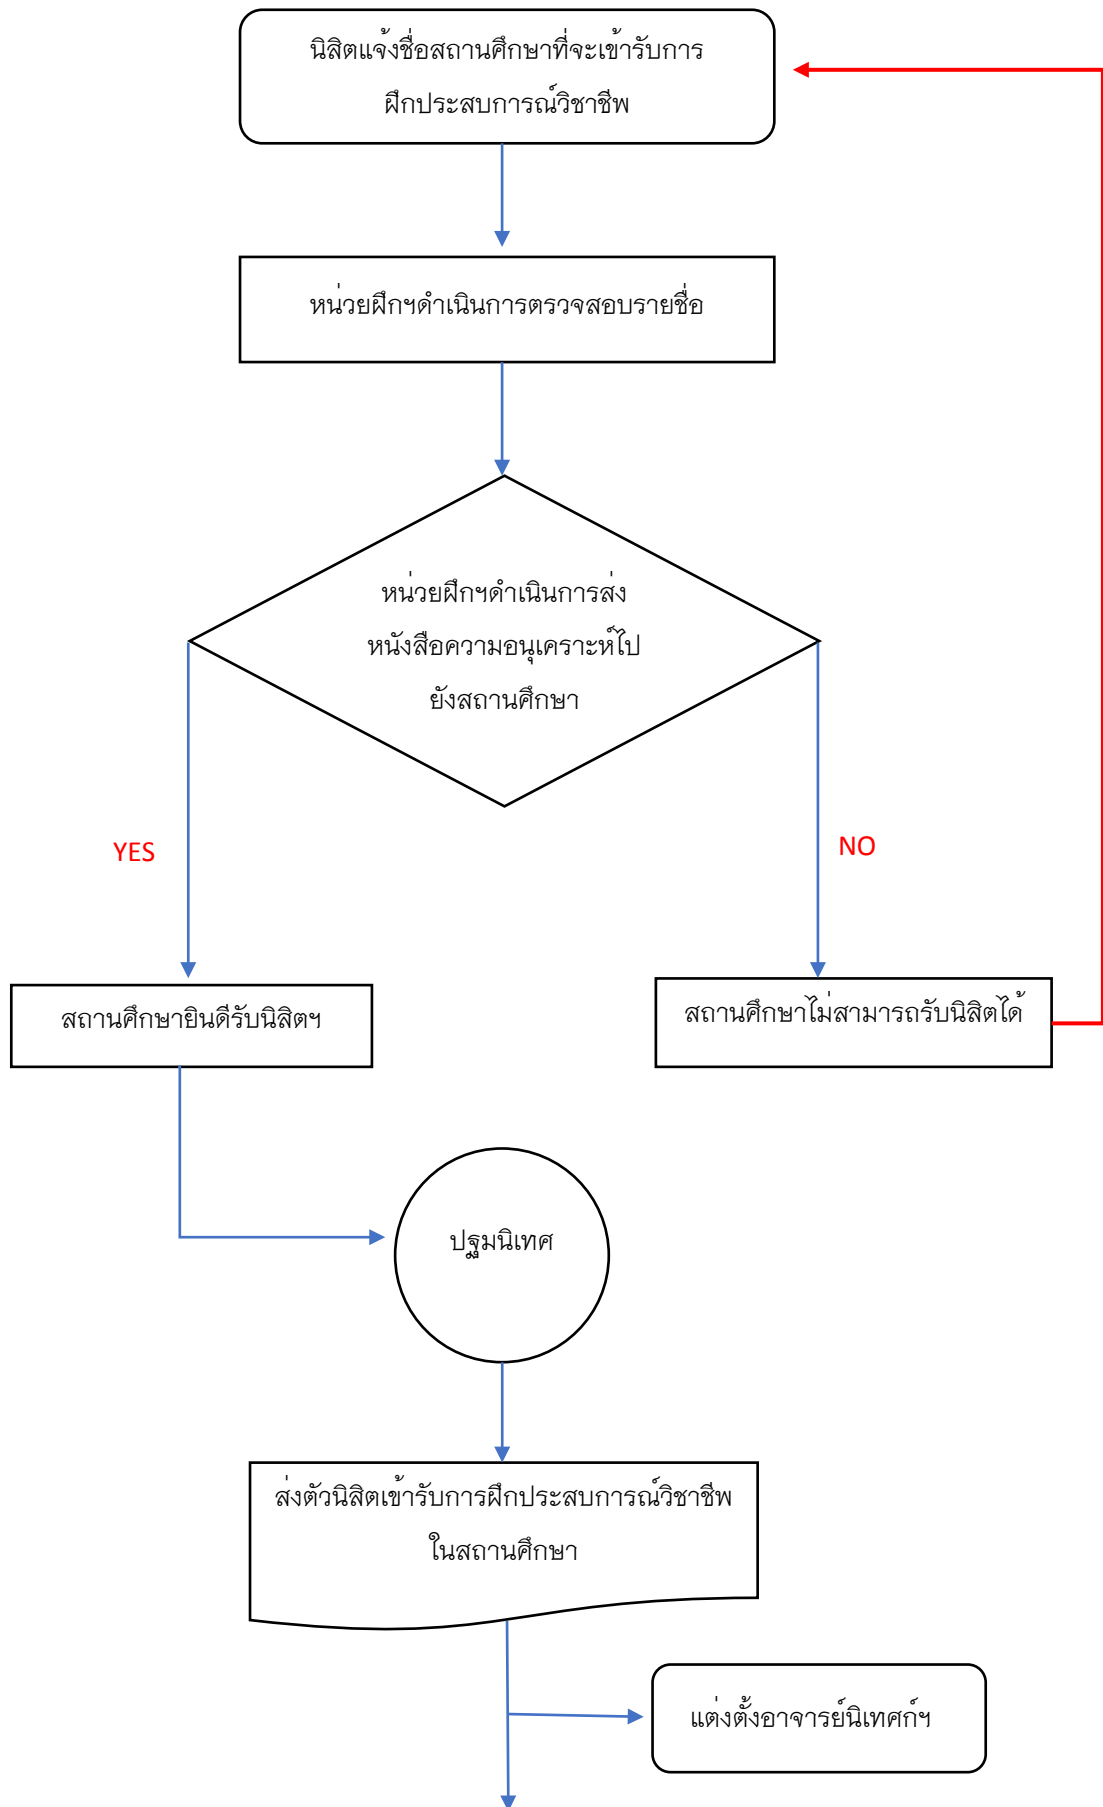 นิสิตแจ้งชื่อสถานศึกษาที่จะเข้ารับการ
ฝึกประสบการณ์วิชาชีพ
หน่วยฝึกฯดำเนินการตรวจสอบรายชื่อ
หน่วยฝึกฯดำเนินการส่ง
หนังสือความอนุเคราะห์ไป
ยังสถานศึกษา
YES
NO
สถานศึกษายินดีรับนิสิตฯ
สถานศึกษาไม่สามารถรับนิสิตได้
ปฐมนิเทศ
ส่งตัวนิสิตเข้ารับการฝึกประสบการณ์วิชาชีพ
ในสถานศึกษา
แต่งตั้งอาจารย์นิเทศก์ฯ